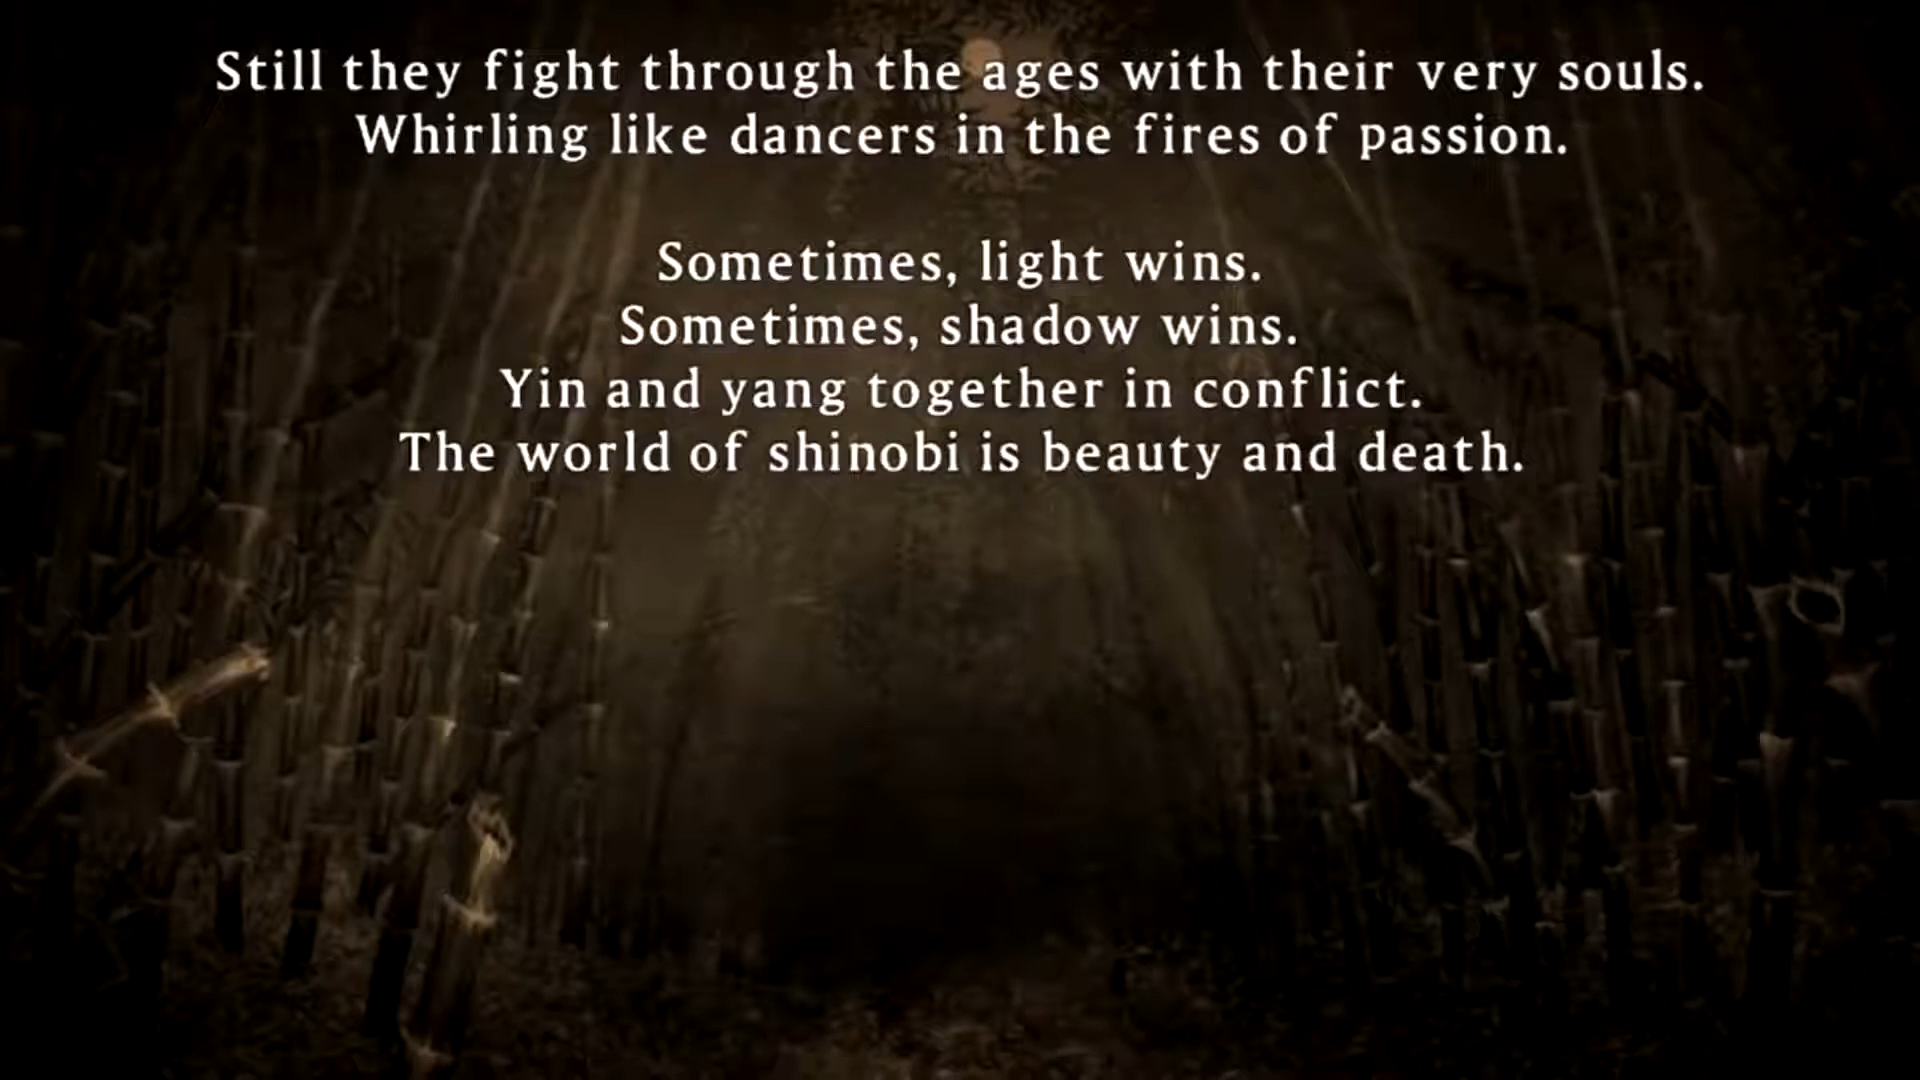 Still they fight through the ages with their very souls.
Whirling like dancers in the fires of passion.
Sometimes, light wins.
Sometimes, shadow wins.
Yin and yang together in conflict.
The world of shinobi is beauty and death.